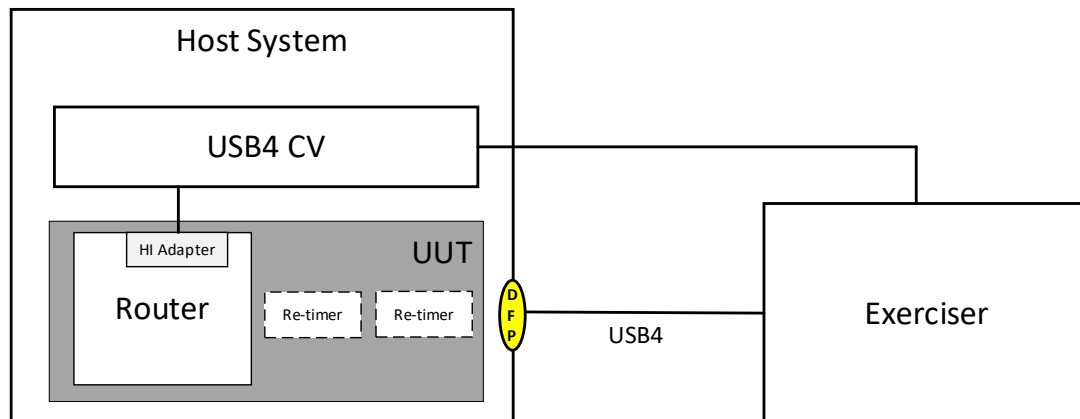 Host System
USB4 CV
HI Adapter
UUT
Router
Re-timer
Re-timer
D
F
P
USB4
Exerciser